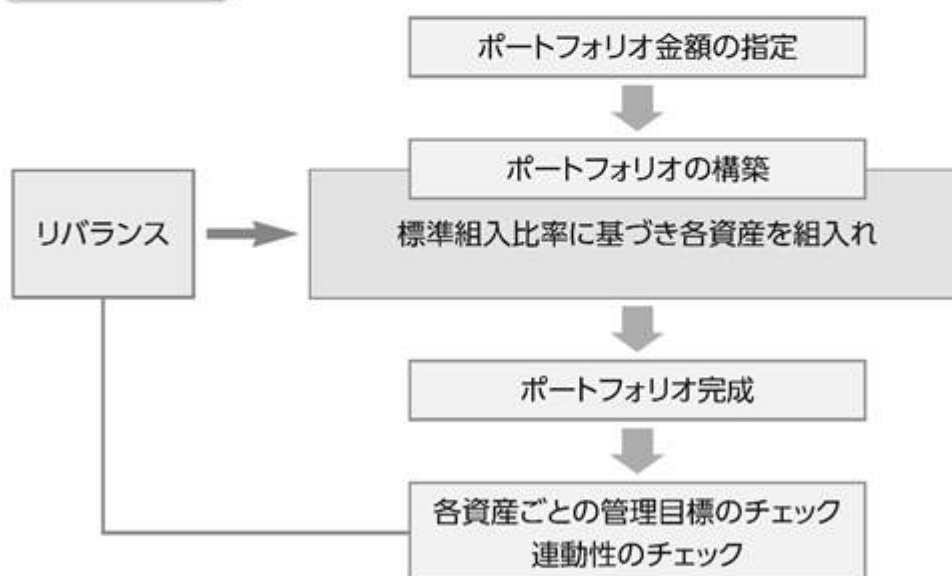 ポートフォリオ金額の指定
ポートフォリオの構築
リバランス
標準組入比率に基づき各資産を組入れ
ポートフォリオ完成
各資産ごとの管理目標のチェック
連動性のチェック